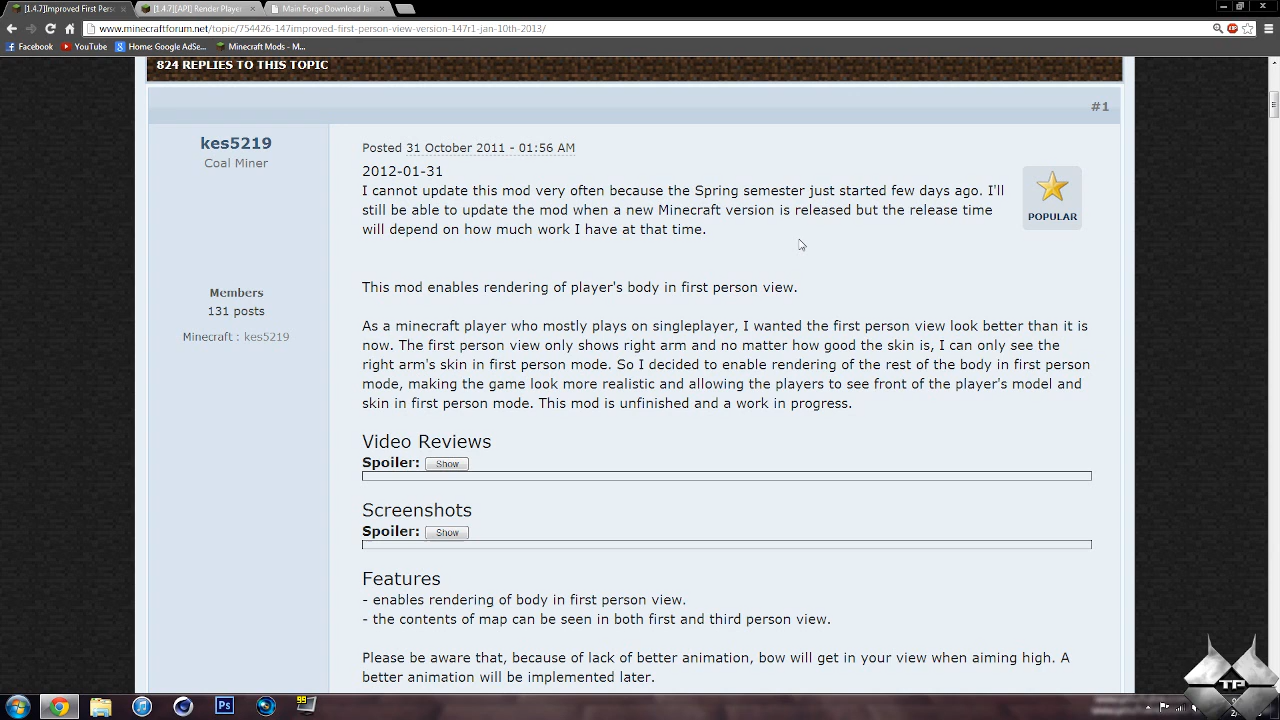 [1.4.7]Improved First Pers
[1.4.7][API] Render Player
Main Forge Download Jan
www.minecraftforum.net/topic/754426-147improved-first-person-view-version-147r1-jan-10th-2013/
Facebook
YouTube
Home: Google AdSe...
Minecraft Mods - M...
824 REPLIES TO THIS TOPIC
#1
kes5219
Coal Miner
Members
131 posts
Minecraft : kes5219
Posted 31 October 2011 - 01:56 AM
2012-01-31
I cannot update this mod very often because the Spring semester just started few days ago. I'll
still be able to update the mod when a new Minecraft version is released but the release time
will depend on how much work I have at that time.
POPULAR
This mod enables rendering of player's body in first person view.
As a minecraft player who mostly plays on singleplayer, I wanted the first person view look better than it is
now. The first person view only shows right arm and no matter how good the skin is, I can only see the
right arm's skin in first person mode. So I decided to enable rendering of the rest of the body in first person
mode, making the game look more realistic and allowing the players to see front of the player's model and
skin in first person mode. This mod is unfinished and a work in progress.
Video Reviews
Spoiler: Show
Screenshots
Spoiler: Show
Features
- enables rendering of body in first person view.
- the contents of map can be seen in both first and third person view.
Please be aware that, because of lack of better animation, bow will get in your view when aiming high. A
better animation will be implemented later.
Ps
99
TP